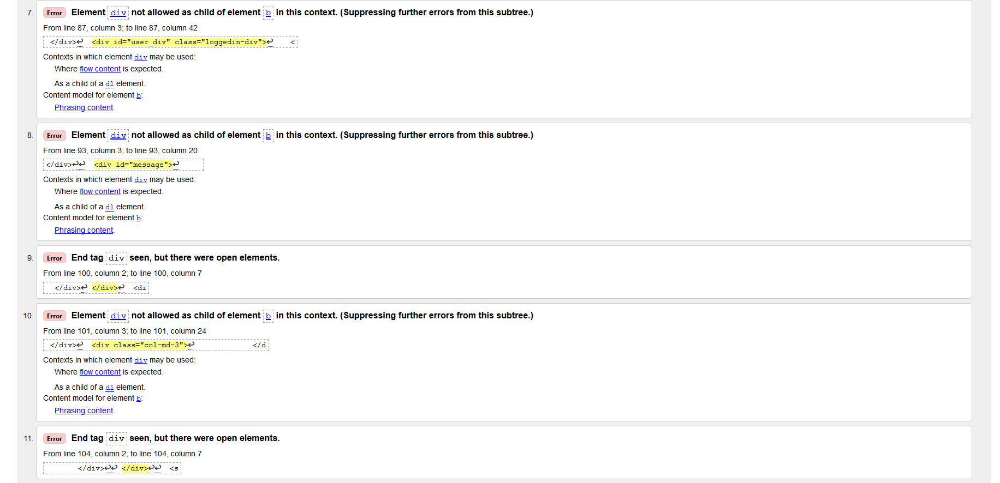 7. Error Element div not allowed as child of element b in this context. (Suppressing further errors from this subtree.)
From line 87, column 3; to line 87, column 42
</div>↩ <div id="user_div" class="loggedin-div">↩ <
Contexts in which element div may be used:
Where flow content is expected.
As a child of a dl element.
Content model for element b:
Phrasing content.
8. Error Element div not allowed as child of element b in this context. (Suppressing further errors from this subtree.)
From line 93, column 3; to line 93, column 20
</div>↩↩ <div id="message">↩
Contexts in which element div may be used:
Where flow content is expected.
As a child of a dl element.
Content model for element b:
Phrasing content.
9. Error End tag div seen, but there were open elements.
From line 100, column 2; to line 100, column 7
</div>↩ </div>↩ <di
10. Error Element div not allowed as child of element b in this context. (Suppressing further errors from this subtree.)
From line 101, column 3; to line 101, column 24
</div>↩ <div class="col-md-3">↩ </d
Contexts in which element div may be used:
Where flow content is expected.
As a child of a dl element.
Content model for element b:
Phrasing content.
11. Error End tag div seen, but there were open elements.
From line 104, column 2; to line 104, column 7
</div>↩↩ </div>↩↩ <s